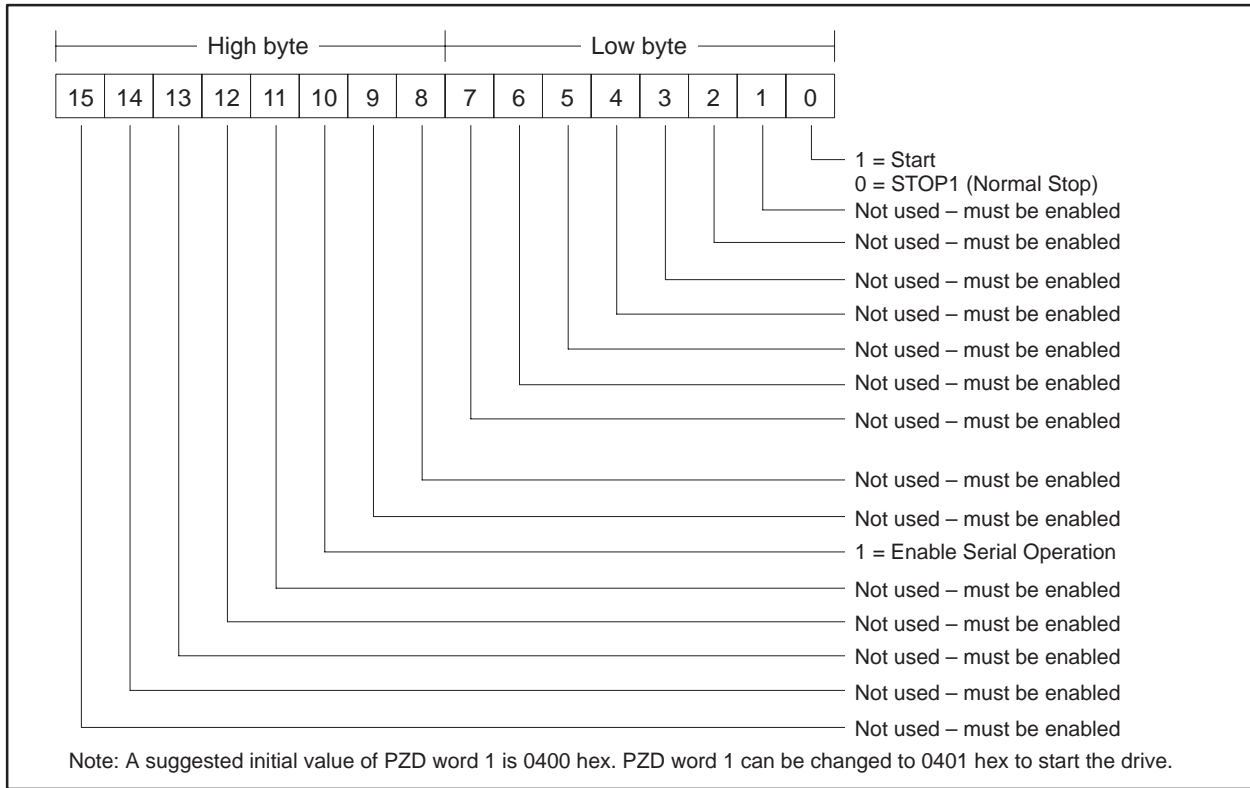 High byte Low byte
15 14 13 12 11 10 9 8 7 6 5 4 3 2 1 0
1 = Start
0 = STOP1 (Normal Stop)
Not used – must be enabled
Not used – must be enabled
Not used – must be enabled
Not used – must be enabled
Not used – must be enabled
Not used – must be enabled
Not used – must be enabled
Not used – must be enabled
Not used – must be enabled
1 = Enable Serial Operation
Not used – must be enabled
Not used – must be enabled
Not used – must be enabled
Not used – must be enabled
Not used – must be enabled
Note: A suggested initial value of PZD word 1 is 0400 hex. PZD word 1 can be changed to 0401 hex to start the drive.